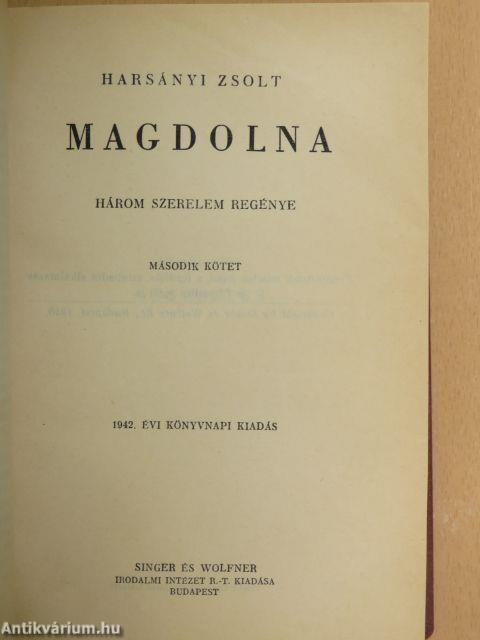 HARSÁNYI ZSOLT
MAGDOLNA
HÁROM SZERELEM REGÉNYE
MÁSODIK KÖTET
1942. ÉVI KÖNYVNAPI KIADÁS
SINGER ÉS WOLFNER
IRODALMI INTÉZET R.-T. KIADÁSA
BUDAPEST
Antikvárium.hu